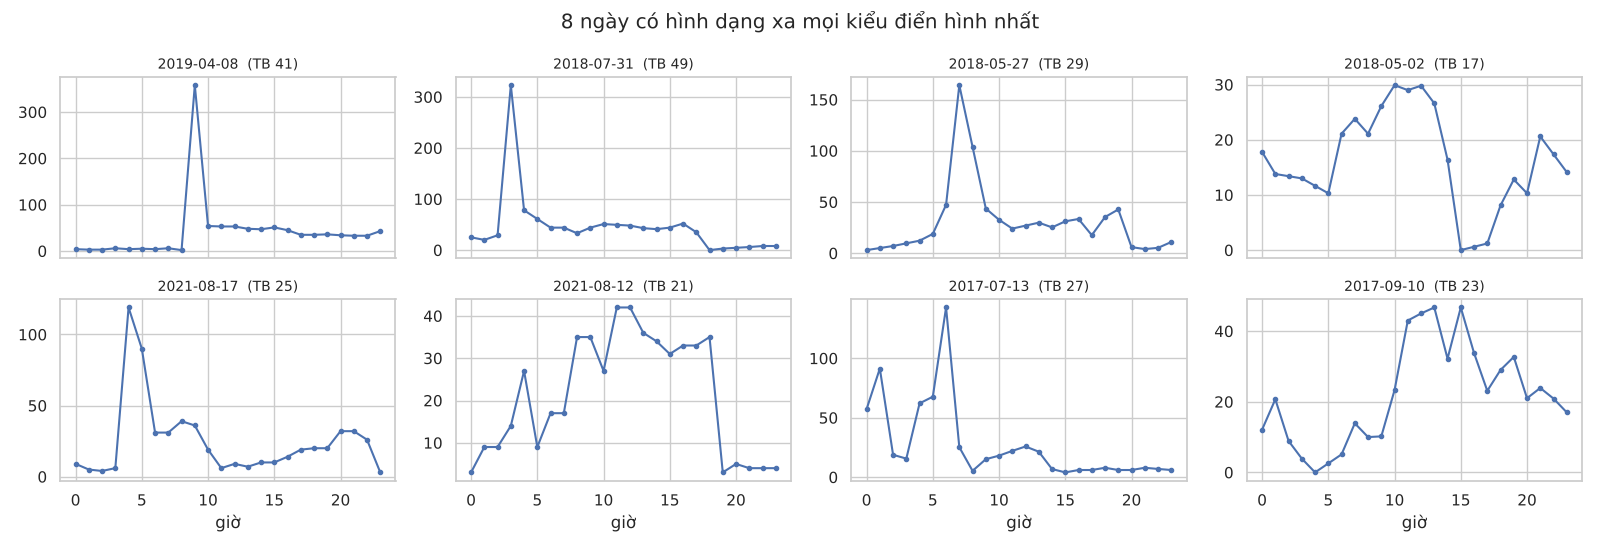 8 ngày có hình dạng xa mọi kiểu điển hình nhất
2019-04-08 (TB 41)
2018-07-31 (TB 49)
2018-05-27 (TB 29)
2018-05-02 (TB 17)
300
200
100
0
300
200
100
0
150
100
50
0
30
20
10
0
2021-08-17 (TB 25)
2021-08-12 (TB 21)
2017-07-13 (TB 27)
2017-09-10 (TB 23)
100
50
0
40
30
20
10
100
50
0
40
20
0
0 5 10 15 20
0 5 10 15 20
0 5 10 15 20
0 5 10 15 20
giờ
giờ
giờ
giờ